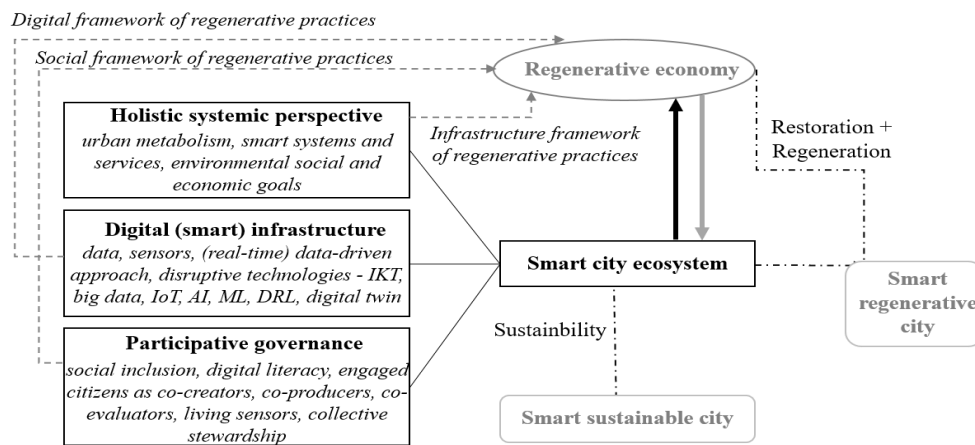 Digital framework of regenerative practices
Social framework of regenerative practices
Regenerative economy
Holistic systemic perspective
urban metabolism, smart systems and
services, environmental social and
economic goals
Infrastructure framework
of regenerative practices
Restoration +
Regeneration
Digital (smart) infrastructure
data, sensors, (real-time) data-driven
approach, disruptive technologies - IKT,
big data, IoT, AI, ML, DRL, digital twin
Smart city ecosystem
Smart
regenerative
city
Sustainability
Participative governance
social inclusion, digital literacy, engaged
citizens as co-creators, co-producers, co-
evaluators, living sensors, collective
stewardship
Smart sustainable city